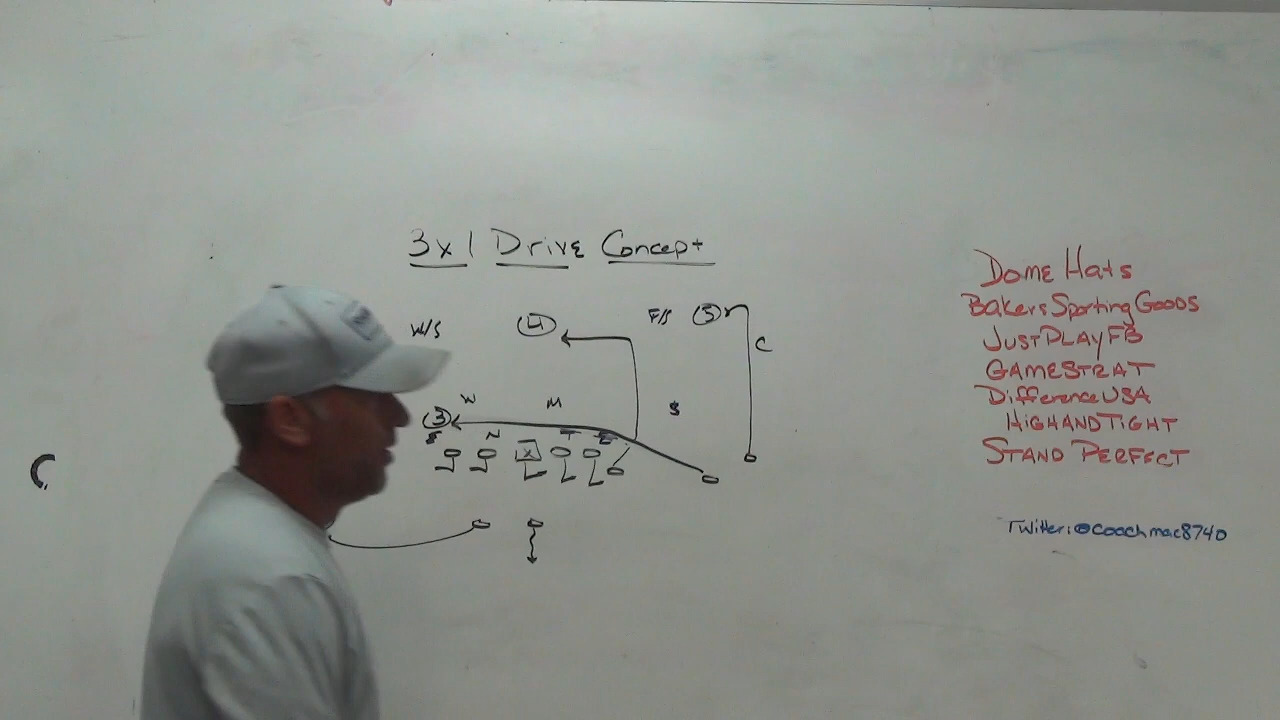 3x1 Drive Concept
W/S
4
F/S
5
C
3
W
M
$
E
N
T
E
X
C
Dome Hats
Bakers Sporting Goods
JustPlayFB
GameStrat
DifferenceUSA
HighandTight
Stand Perfect
Twitter: @coachmac8740